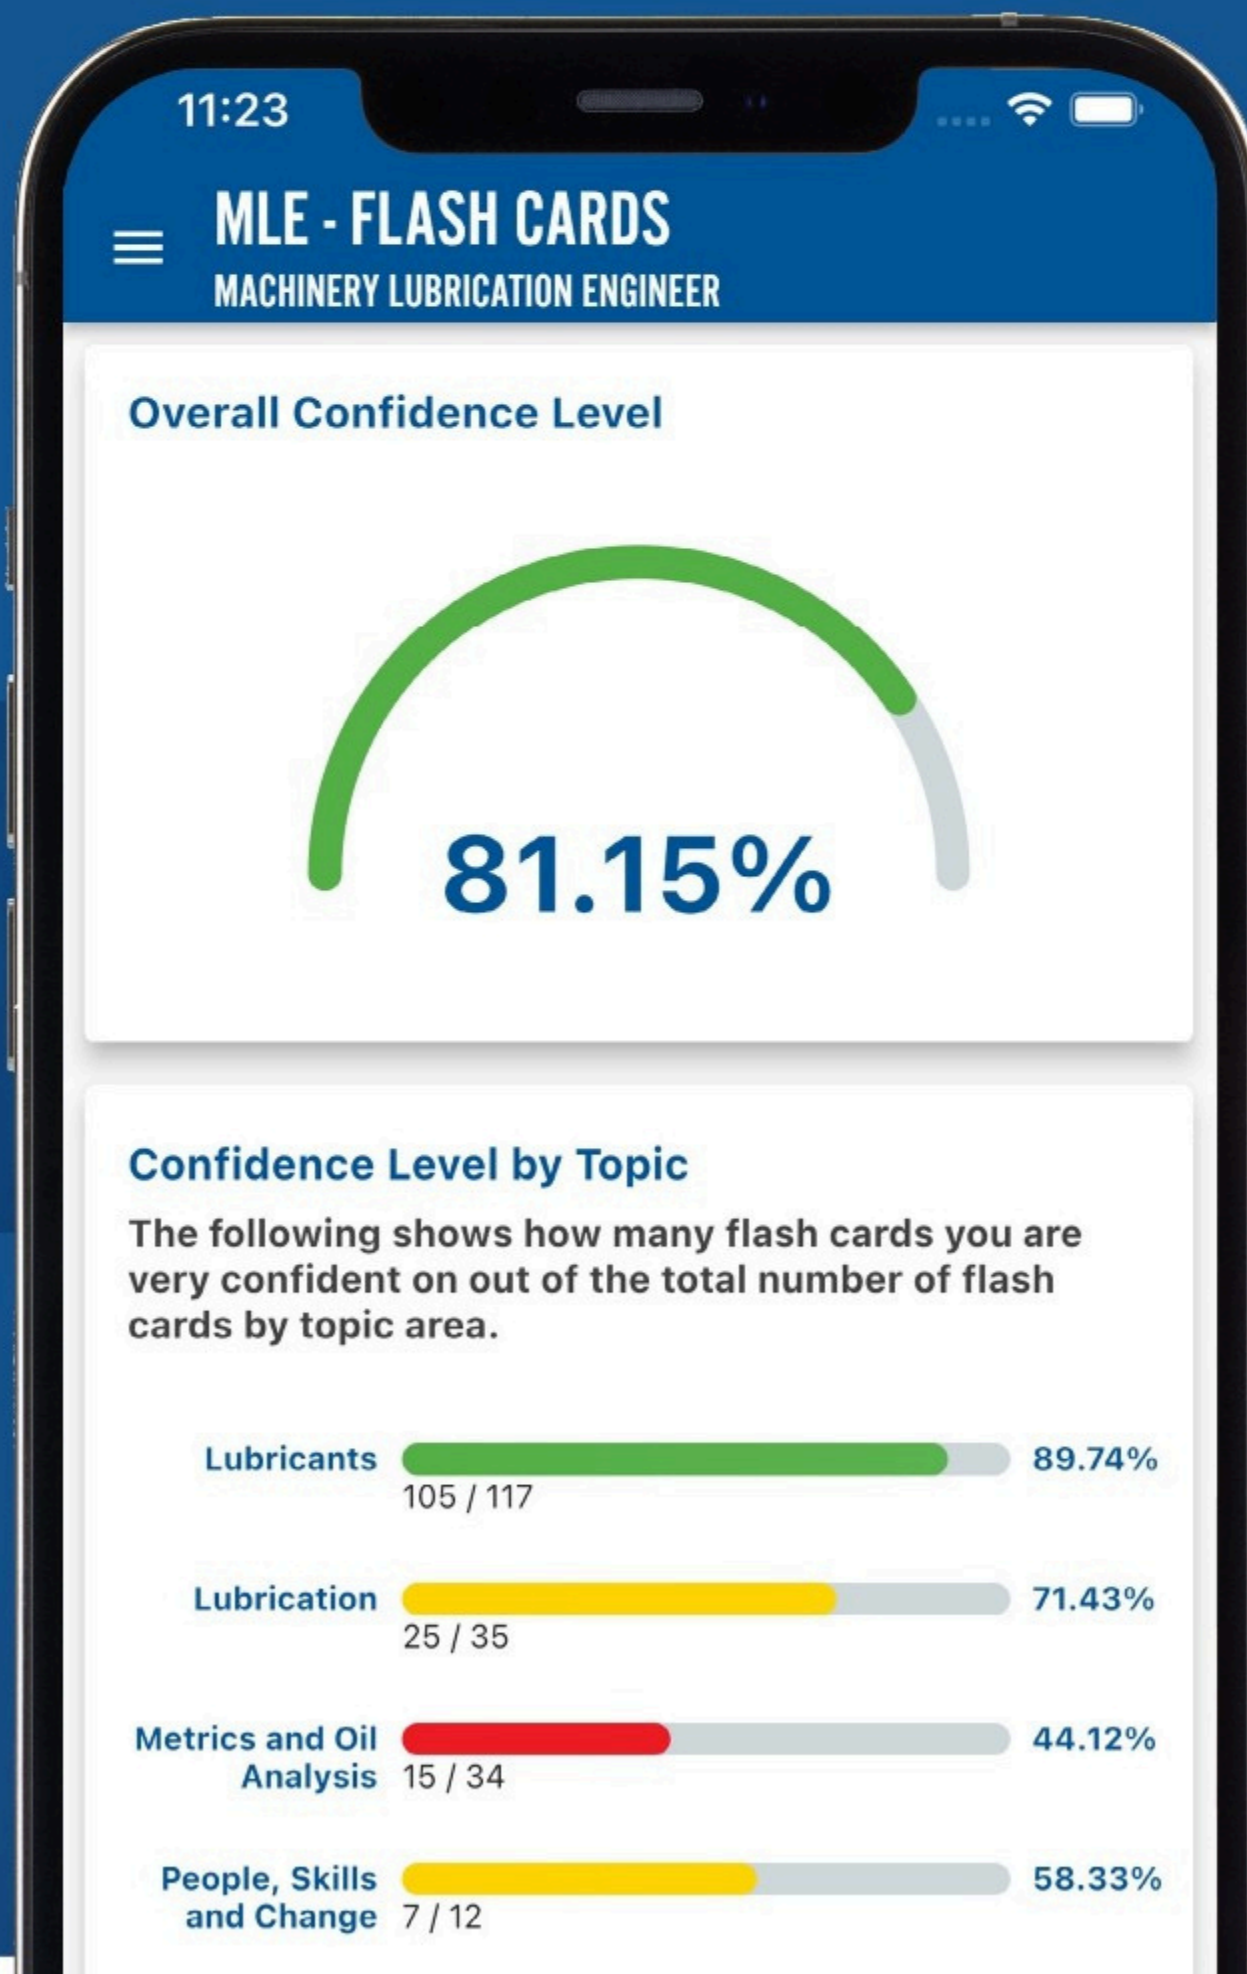 11:23
MLE - FLASH CARDS
MACHINERY LUBRICATION ENGINEER
Overall Confidence Level
81.15%
Confidence Level by Topic
The following shows how many flash cards you are
very confident on out of the total number of flash
cards by topic area.
Lubricants 89.74%
105 / 117
Lubrication 71.43%
25 / 35
Metrics and Oil 44.12%
Analysis 15 / 34
People, Skills 58.33%
and Change 7 / 12